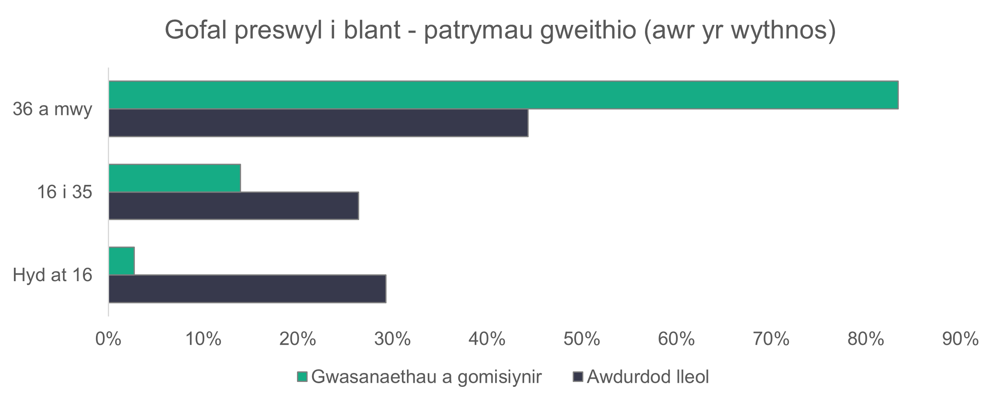 Gofal preswyl i blant - patrymau gweithio (awr yr wythnos)
36 a mwy
16 i 35
Hyd at 16
0% 10% 20% 30% 40% 50% 60% 70% 80% 90%
Gwasanaethau a gomisiynir Awdurdod lleol